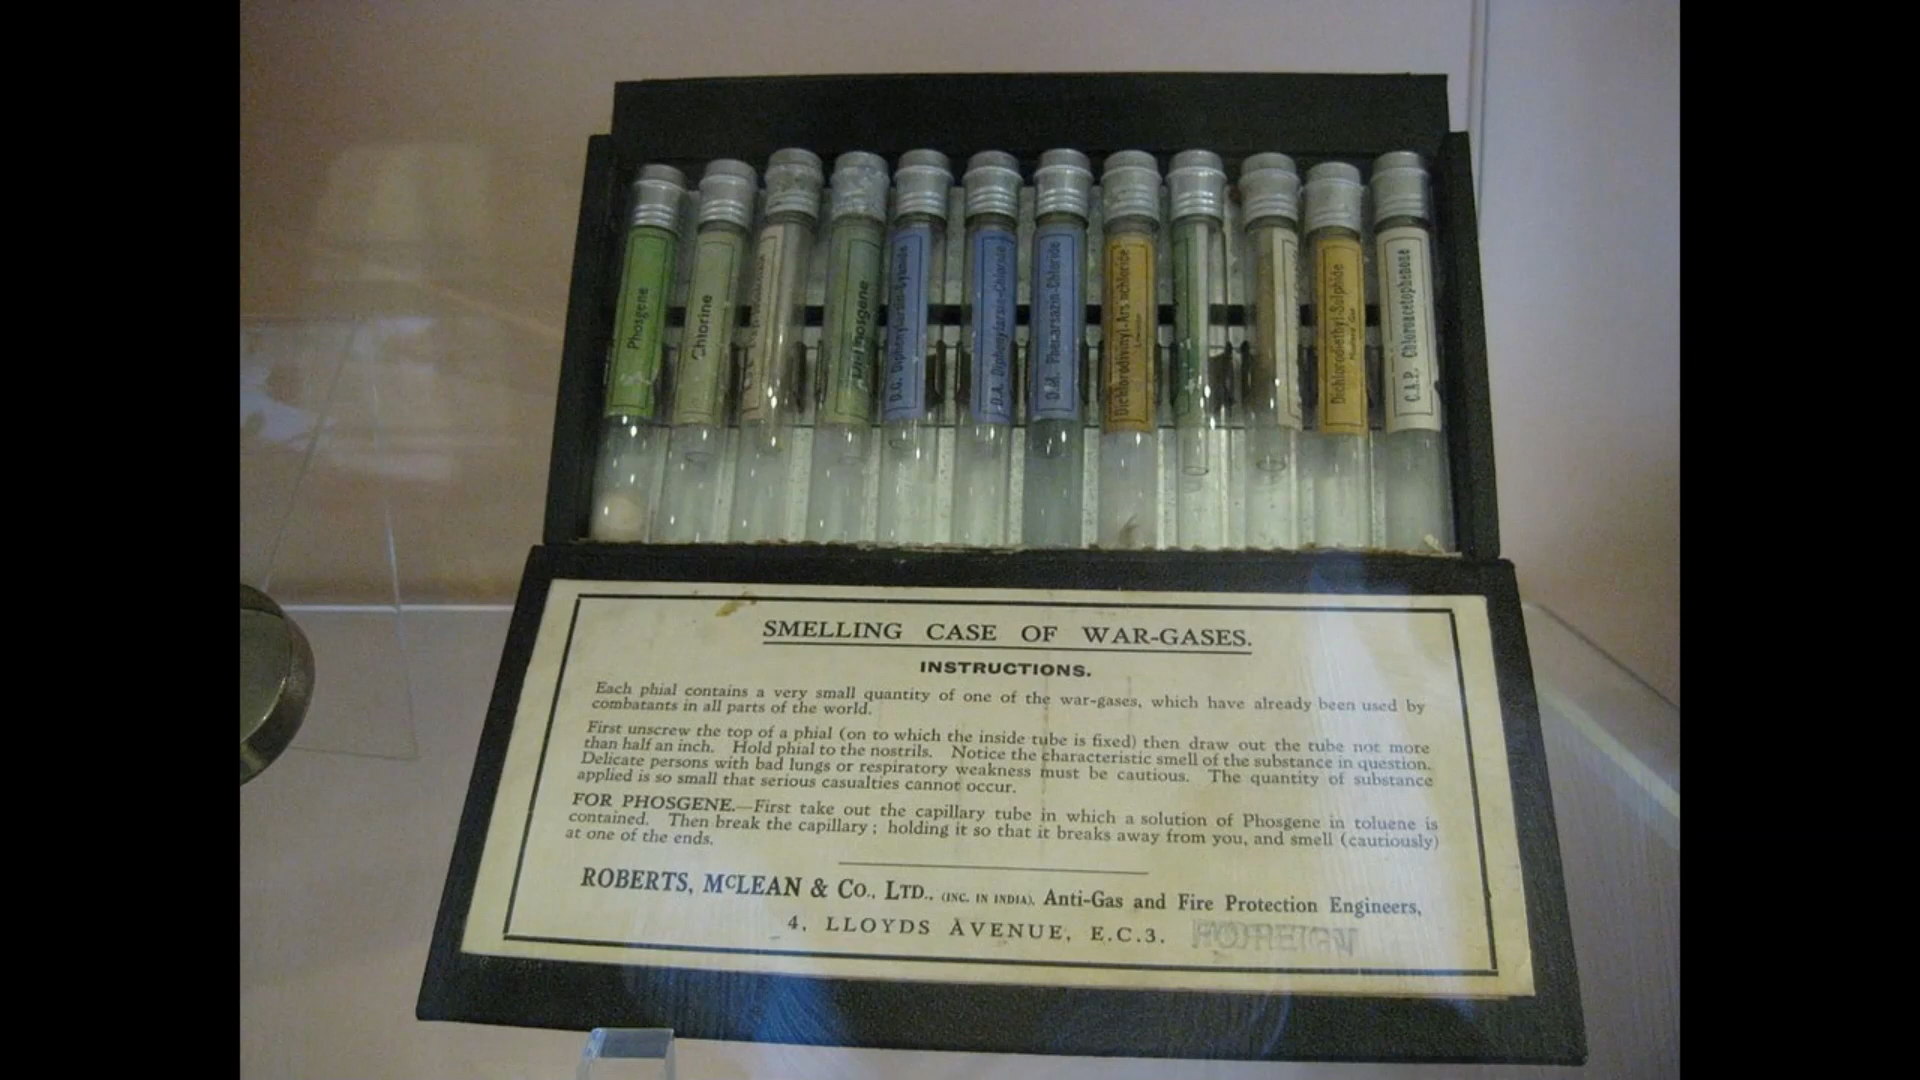 Phosgene
Chlorine
Diphosgene
D.C. Diphenylarsin-Cyanide
D.A. Diphenylarsin-Chloride
D.M. Phenarsazin-Chloride
Dichlorodivinyl-Arsinchloride
Dichlorodiethyl-Sulphide
Mustard Gas
C.A.P. Chloroacetophenone
SMELLING CASE OF WAR-GASES.
INSTRUCTIONS.
Each phial contains a very small quantity of one of the war-gases, which have already been used by
combatants in all parts of the world.
First unscrew the top of a phial (on to which the inside tube is fixed) then draw out the tube not more
than half an inch. Hold phial to the nostrils. Notice the characteristic smell of the substance in question.
Delicate persons with bad lungs or respiratory weakness must be cautious. The quantity of substance
applied is so small that serious casualties cannot occur.
FOR PHOSGENE.—First take out the capillary tube in which a solution of Phosgene in toluene is
contained. Then break the capillary; holding it so that it breaks away from you, and smell (cautiously)
at one of the ends.
ROBERTS, McLEAN & Co., LTD., (INC. IN INDIA), Anti-Gas and Fire Protection Engineers,
4, LLOYDS AVENUE, E.C.3.
FOREIGN